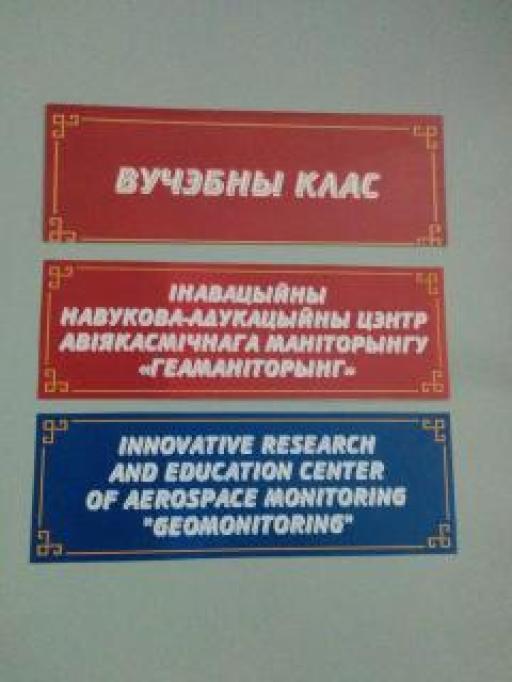 ВУЧЭБНЫ КЛАС
ІНАВАЦЫЙНЫ
НАВУКОВА-АДУКАЦЫЙНЫ ЦЭНТР
АВІЯКАСМІЧНАГА МАНІТОРЫНГУ
«ГЕАМАНІТОРЫНГ»
INNOVATIVE RESEARCH
AND EDUCATION CENTER
OF AEROSPACE MONITORING
"GEOMONITORING"